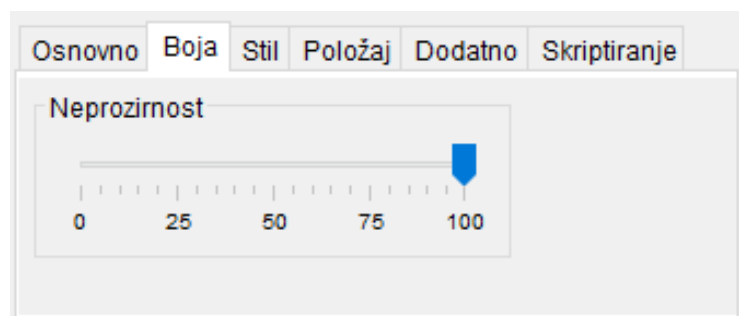 Osnovno Boja Stil Položaj Dodatno Skriptiranje
Neprozirnost
0 25 50 75 100